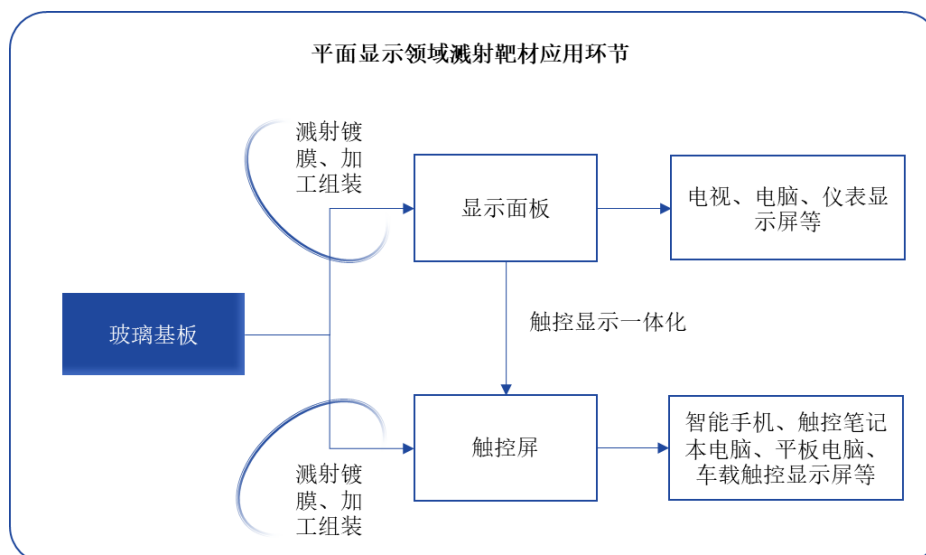 平面显示领域溅射靶材应用环节
溅射镀
膜、加
工组装
显示面板
电视、电脑、仪表显
示屏等
玻璃基板
触控显示一体化
触控屏
智能手机、触控笔记
本电脑、平板电脑、
车载触控显示屏等
溅射镀
膜、加
工组装